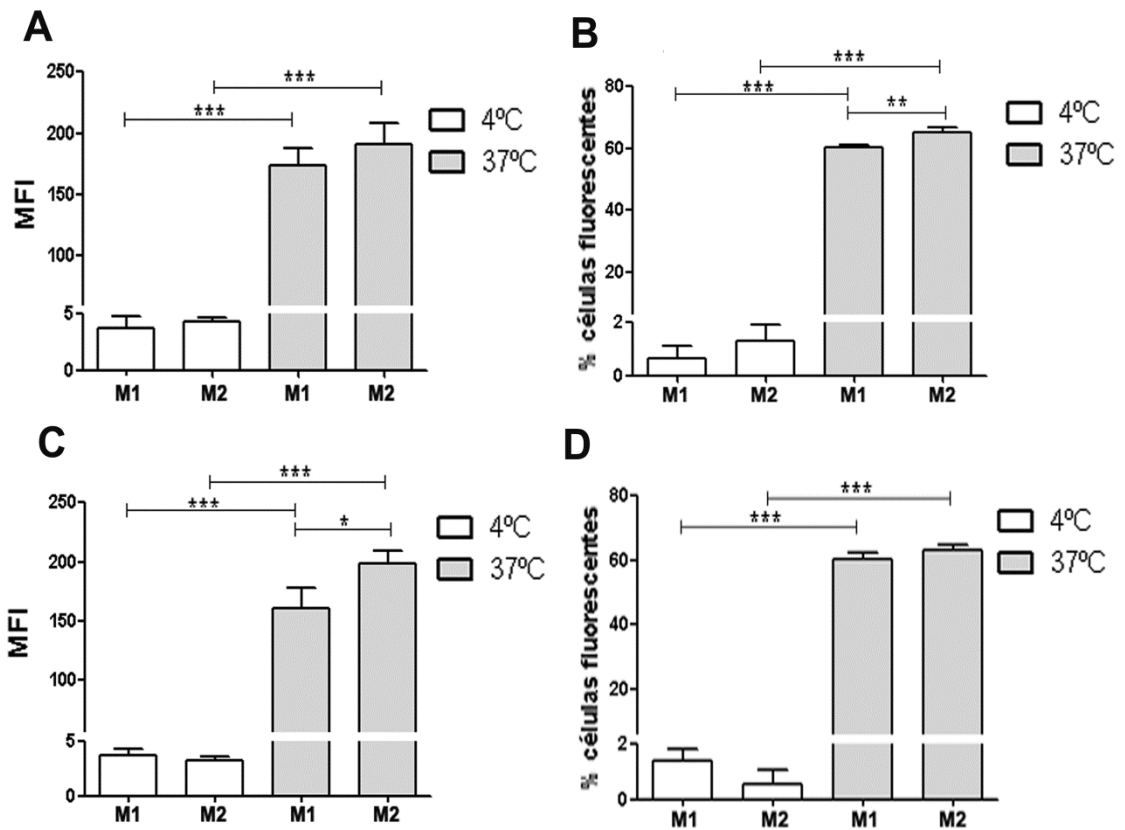 A
MFI
250
200
150
100
5
0
***
***
4ºC
37ºC
M1 M2 M1 M2
B
% células fluorescentes
80
60
40
20
2
0
***
***
**
4ºC
37ºC
M1 M2 M1 M2
C
MFI
250
200
150
100
5
0
***
***
*
4ºC
37ºC
M1 M2 M1 M2
D
% células fluorescentes
80
60
40
20
2
0
***
***
4ºC
37ºC
M1 M2 M1 M2